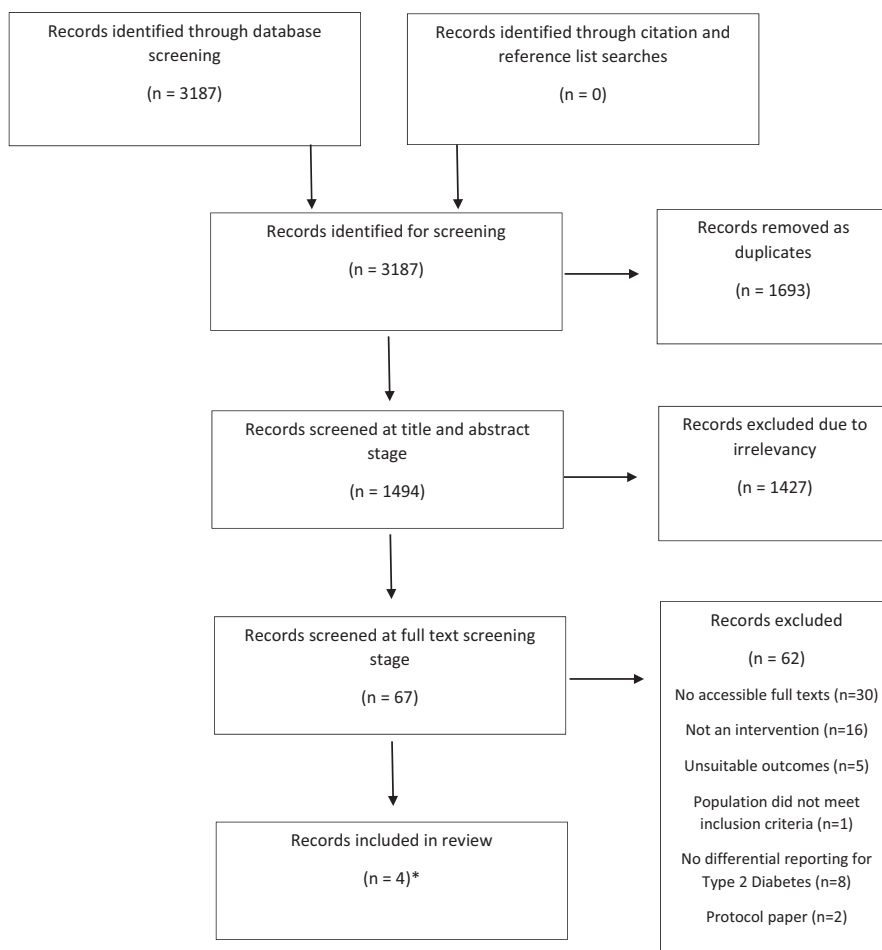 Records identified through database
screening
(n = 3187)
Records identified through citation and
reference list searches
(n = 0)
Records identified for screening
(n = 3187)
Records removed as
duplicates
(n = 1693)
Records screened at title and abstract
stage
(n = 1494)
Records excluded due to
irrelevancy
(n = 1427)
Records screened at full text screening
stage
(n = 67)
Records excluded
(n = 62)
No accessible full texts (n=30)
Not an intervention (n=16)
Unsuitable outcomes (n=5)
Population did not meet
inclusion criteria (n=1)
No differential reporting for
Type 2 Diabetes (n=8)
Protocol paper (n=2)
Records included in review
(n = 4)*